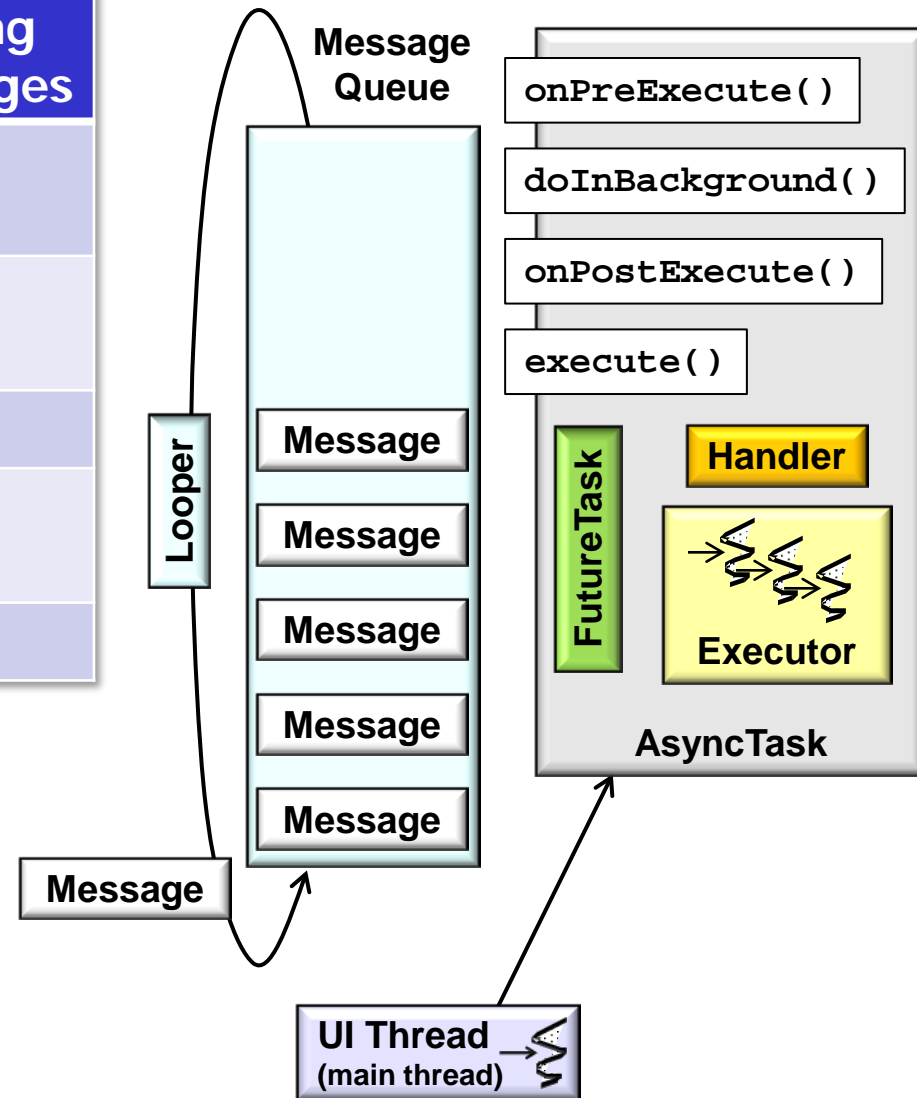 ng
ges
Message
Queue
onPreExecute()
doInBackground()
onPostExecute()
execute()
Looper
Message
Message
Message
Message
Message
Message
FutureTask
Handler
Executor
AsyncTask
UI Thread
(main thread)